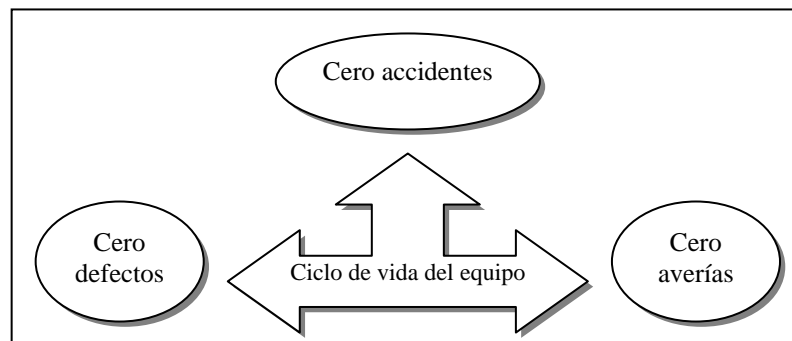 Cero accidentes
Cero
defectos
Ciclo de vida del equipo
Cero
averías